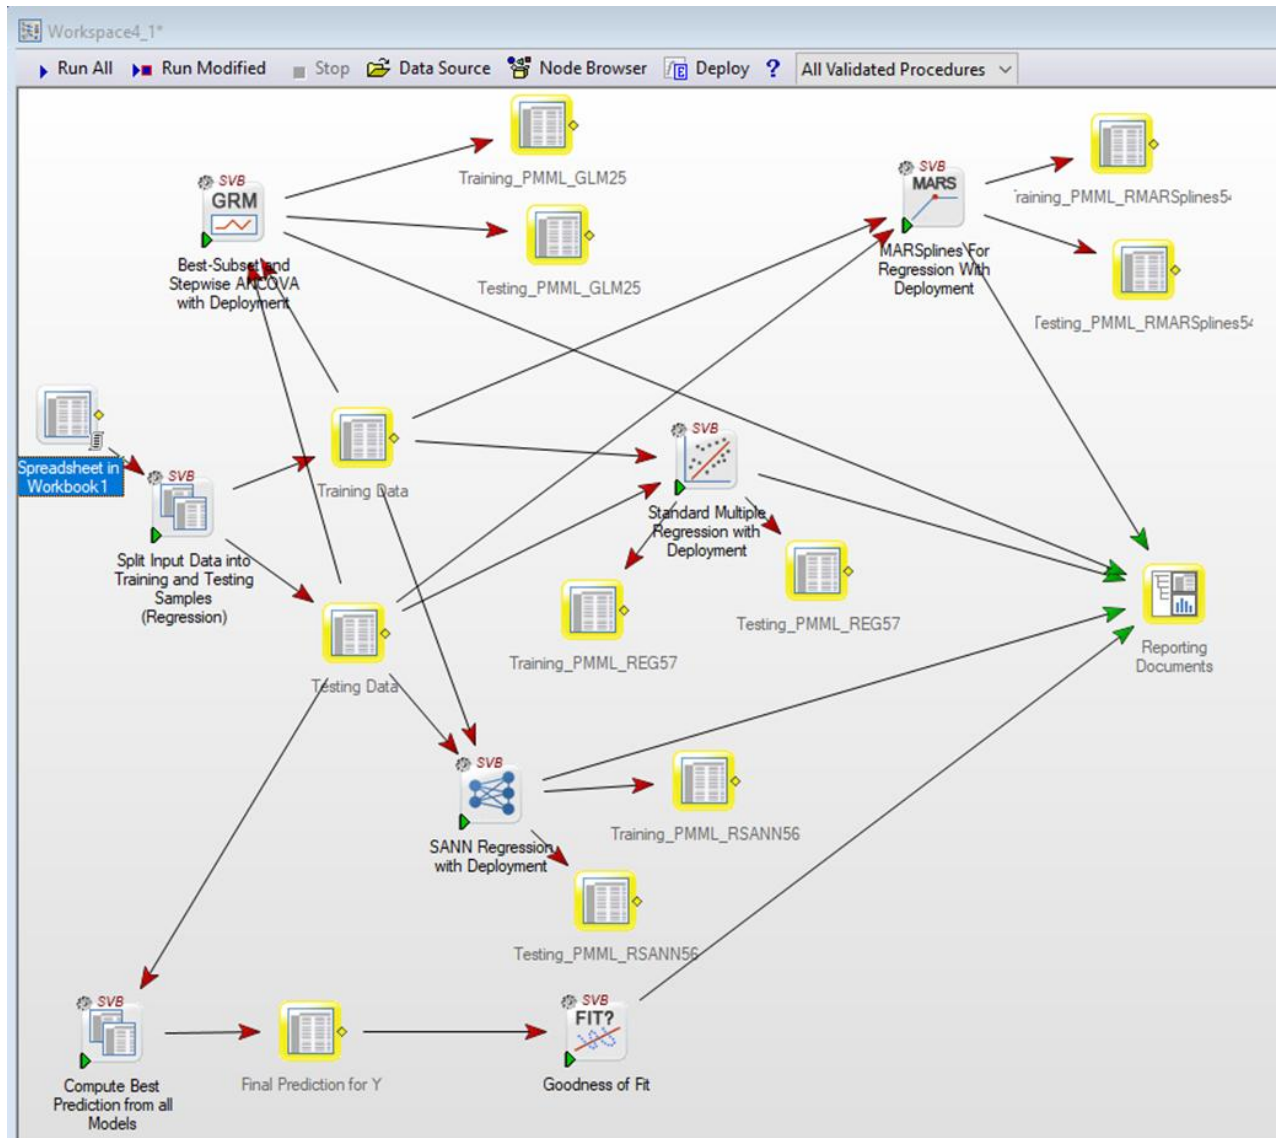 Workspace4_1*
Run All
Run Modified
Stop
Data Source
Node Browser
Deploy
?
All Validated Procedures
Training_PMML_GLM25
SVB
GRM
Best-Subset and
Stepwise ANCOVA
with Deployment
Testing_PMML_GLM25
SVB
MARS
MARSplines For
Regression With
Deployment
raining_PMML_RMARSplines54
Testing_PMML_RMARSplines54
Spreadsheet in
Workbook1
SVB
Split Input Data into
Training and Testing
Samples
(Regression)
Training Data
SVB
Standard Multiple
Regression with
Deployment
Training_PMML_REG57
Testing_PMML_REG57
Reporting
Documents
Testing Data
SVB
SANN Regression
with Deployment
Training_PMML_RSANN56
Testing_PMML_RSANN56
SVB
Compute Best
Prediction from all
Models
Final Prediction for Y
SVB
FIT?
Goodness of Fit